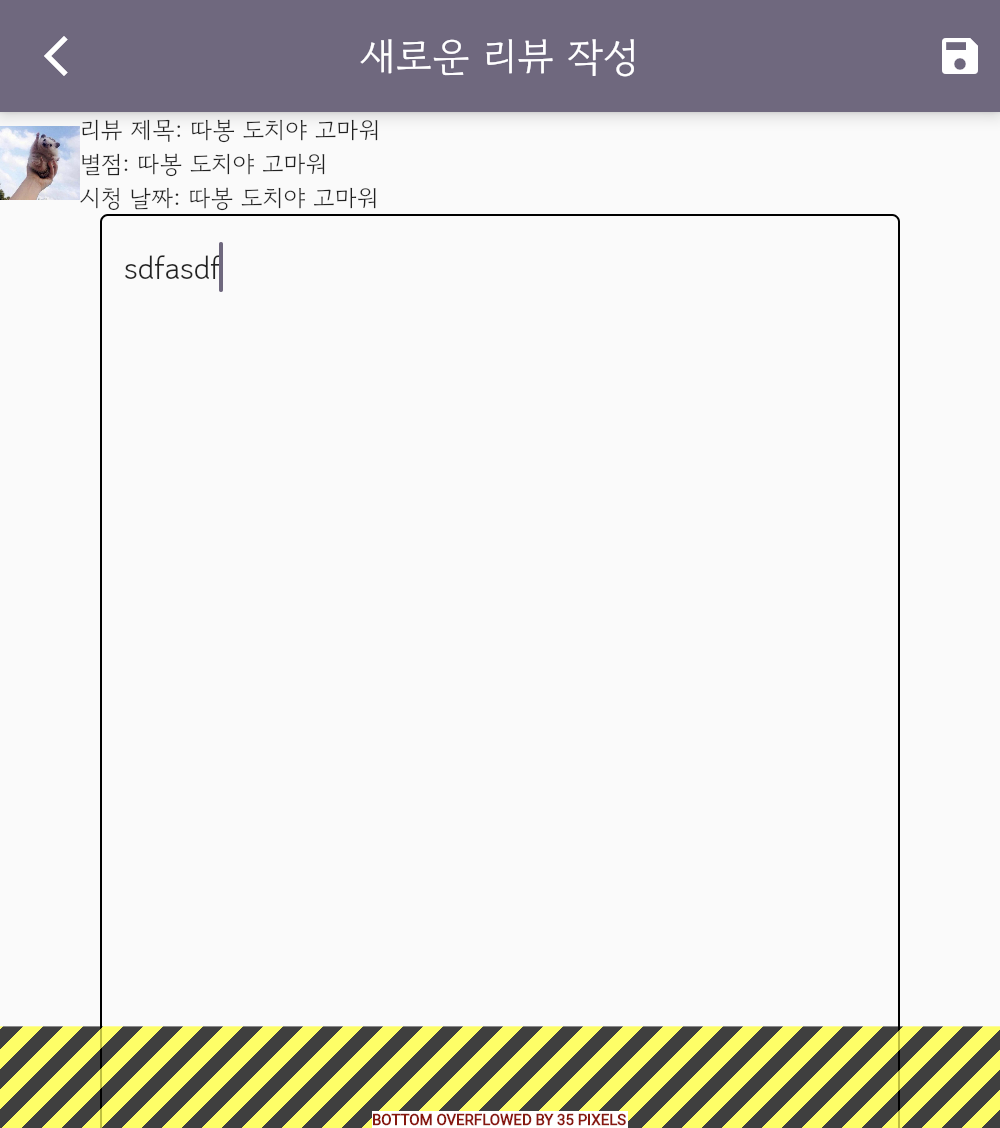 새로운 리뷰 작성
리뷰 제목: 따봉 도치야 고마워
별점: 따봉 도치야 고마워
시청 날짜: 따봉 도치야 고마워
sdfasdf
BOTTOM OVERFLOWED BY 35 PIXELS